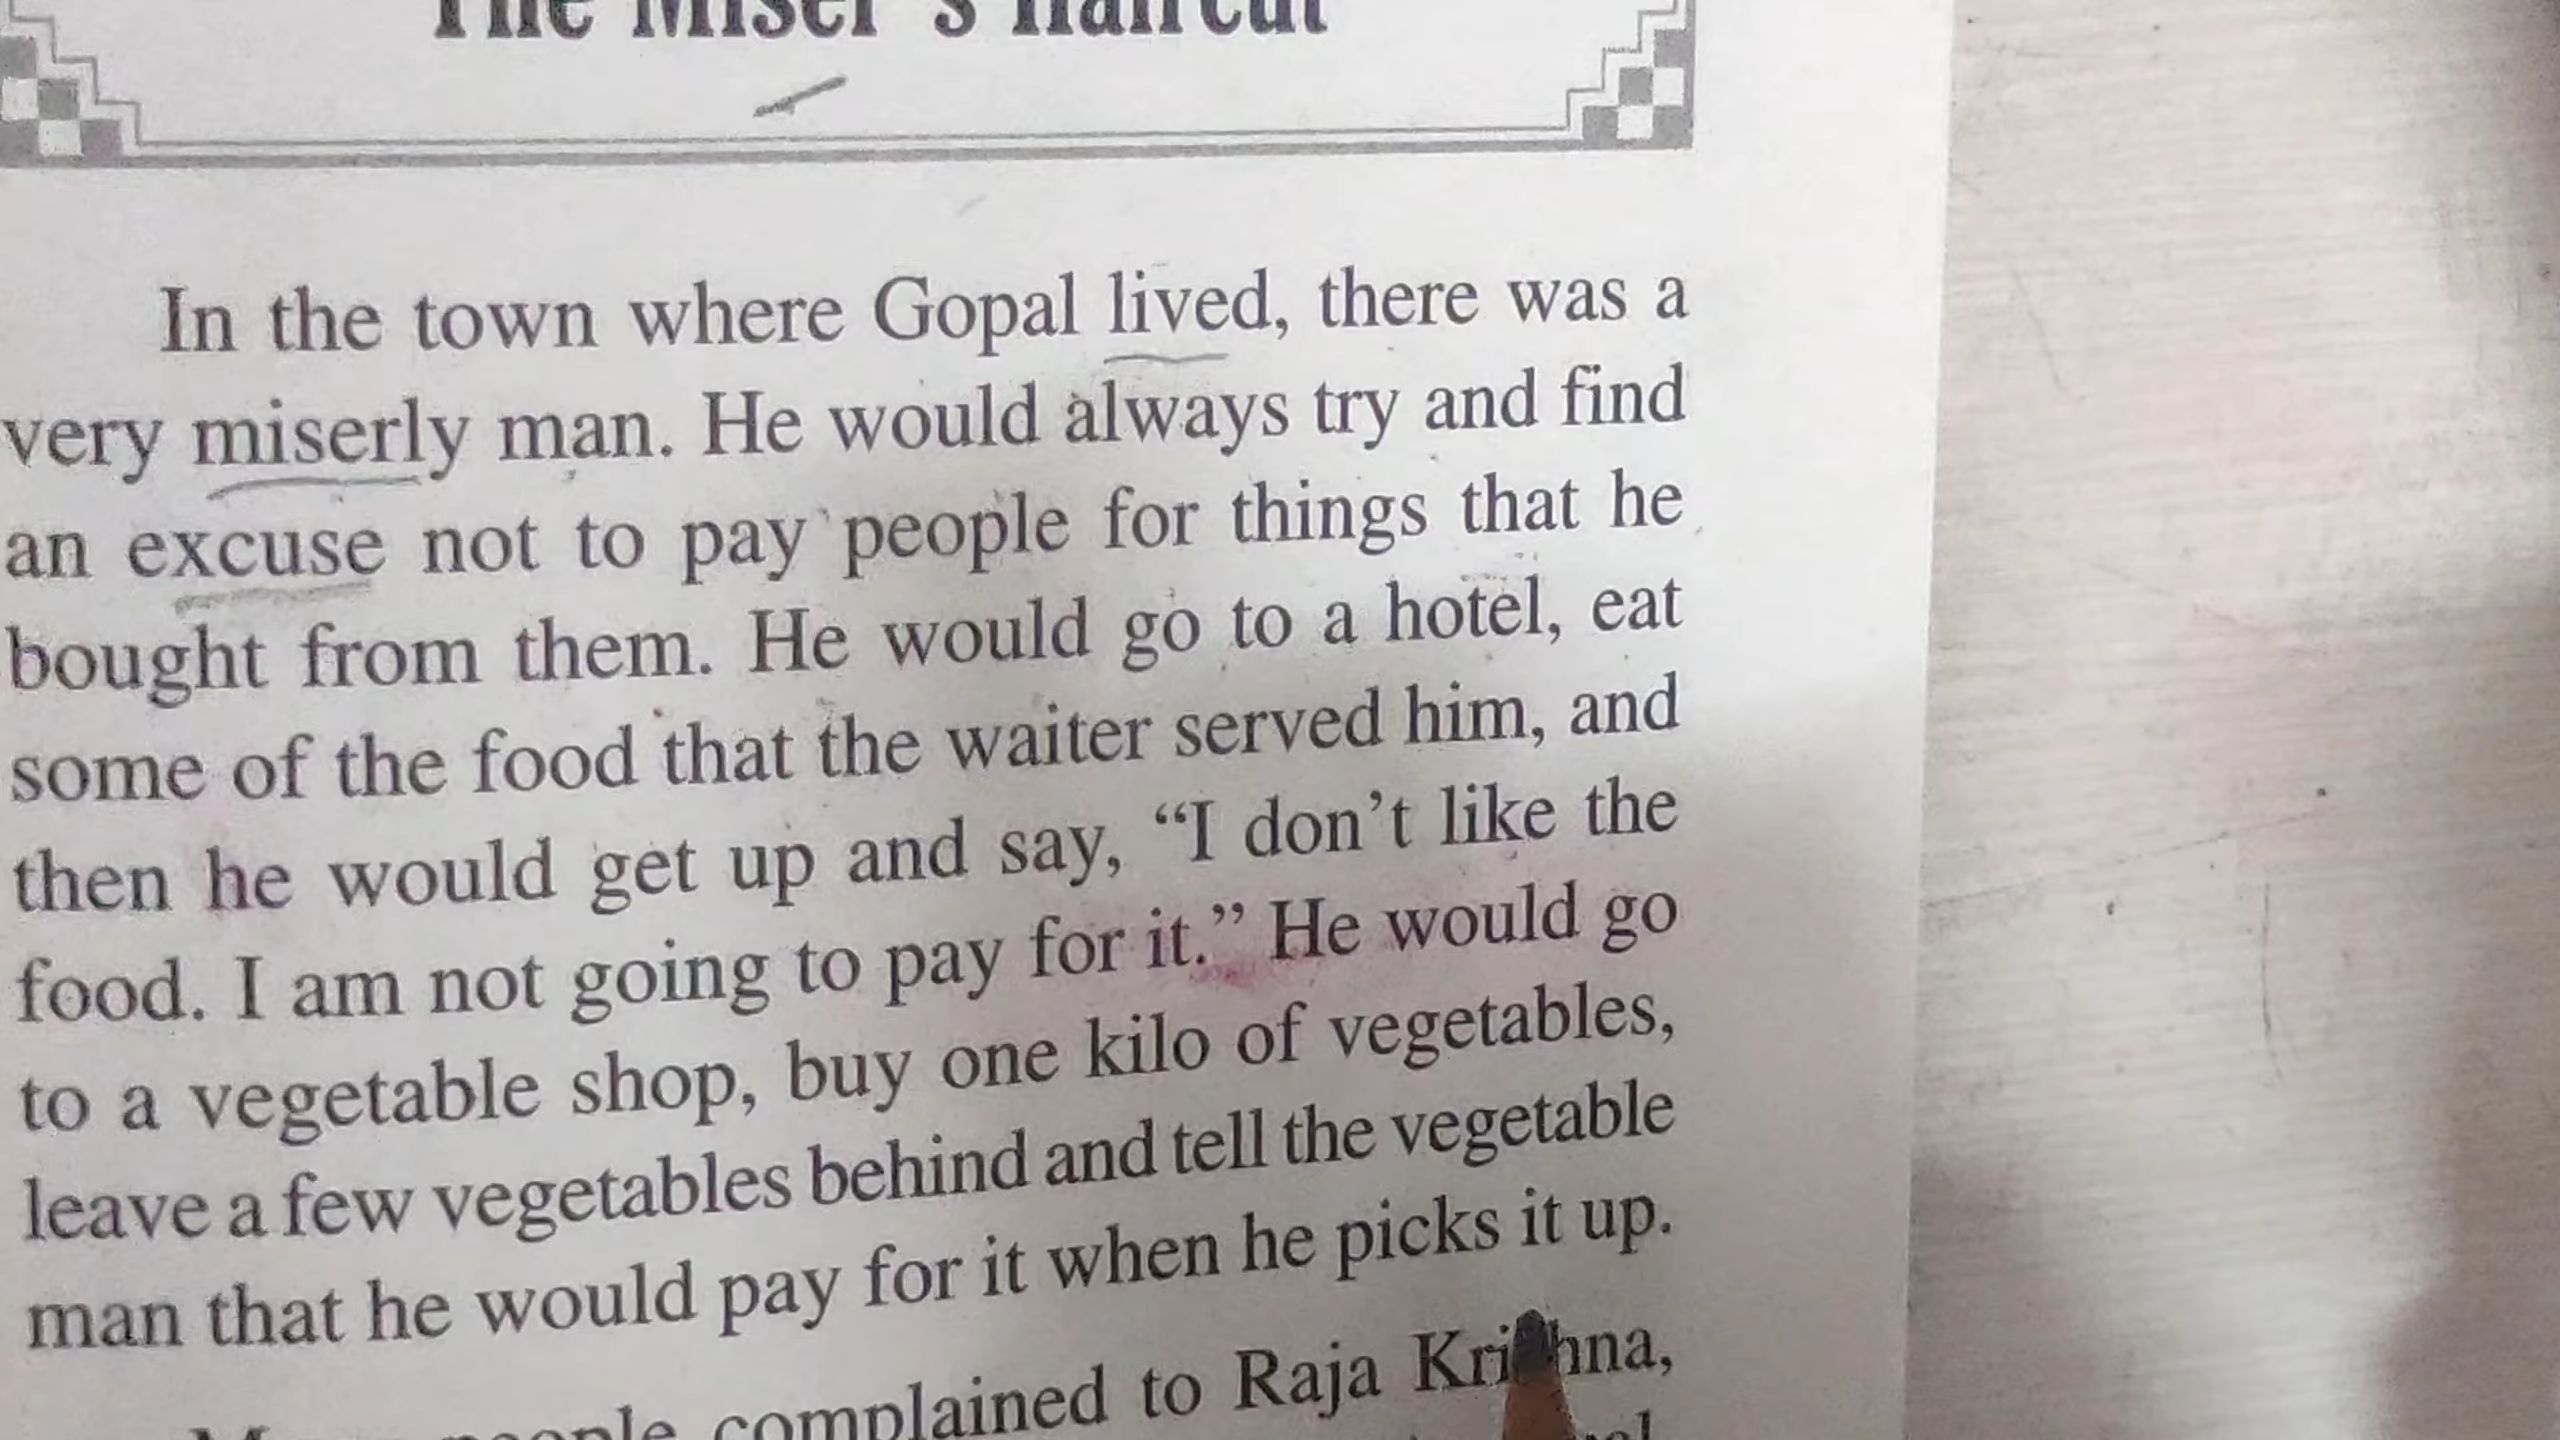 The Miser's Haircut
In the town where Gopal lived, there was a
very miserly man. He would always try and find
an excuse not to pay people for things that he
bought from them. He would go to a hotel, eat
some of the food that the waiter served him, and
then he would get up and say, “I don’t like the
food. I am not going to pay for it.” He would go
to a vegetable shop, buy one kilo of vegetables,
leave a few vegetables behind and tell the vegetable
man that he would pay for it when he picks it up.
people complained to Raja Krishna,